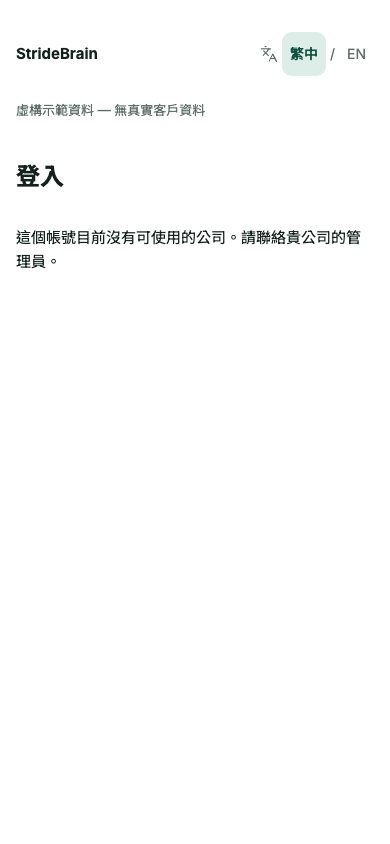 StrideBrain 繁中 / EN
虛構示範資料 — 無真實客戶資料
登入
這個帳號目前沒有可使用的公司。請聯絡貴公司的管
理員。